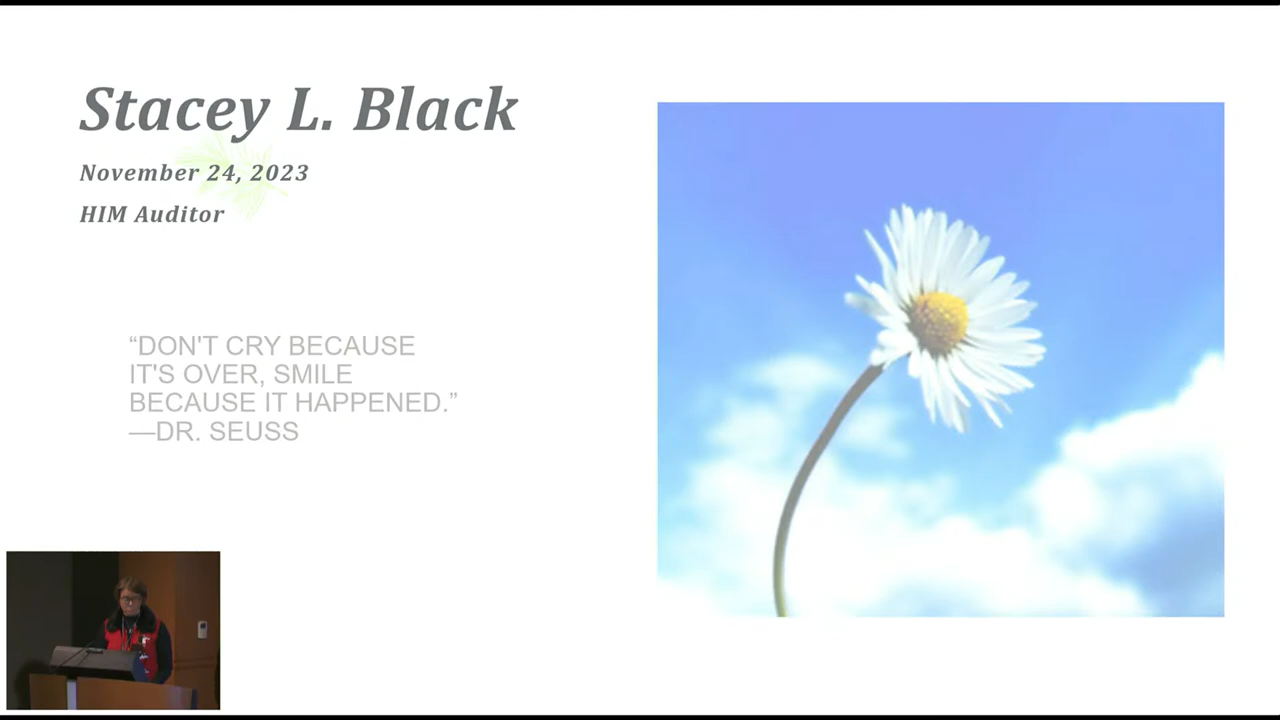 Stacey L. Black
November 24, 2023
HIM Auditor
“DON'T CRY BECAUSE
IT'S OVER, SMILE
BECAUSE IT HAPPENED.”
—DR. SEUSS